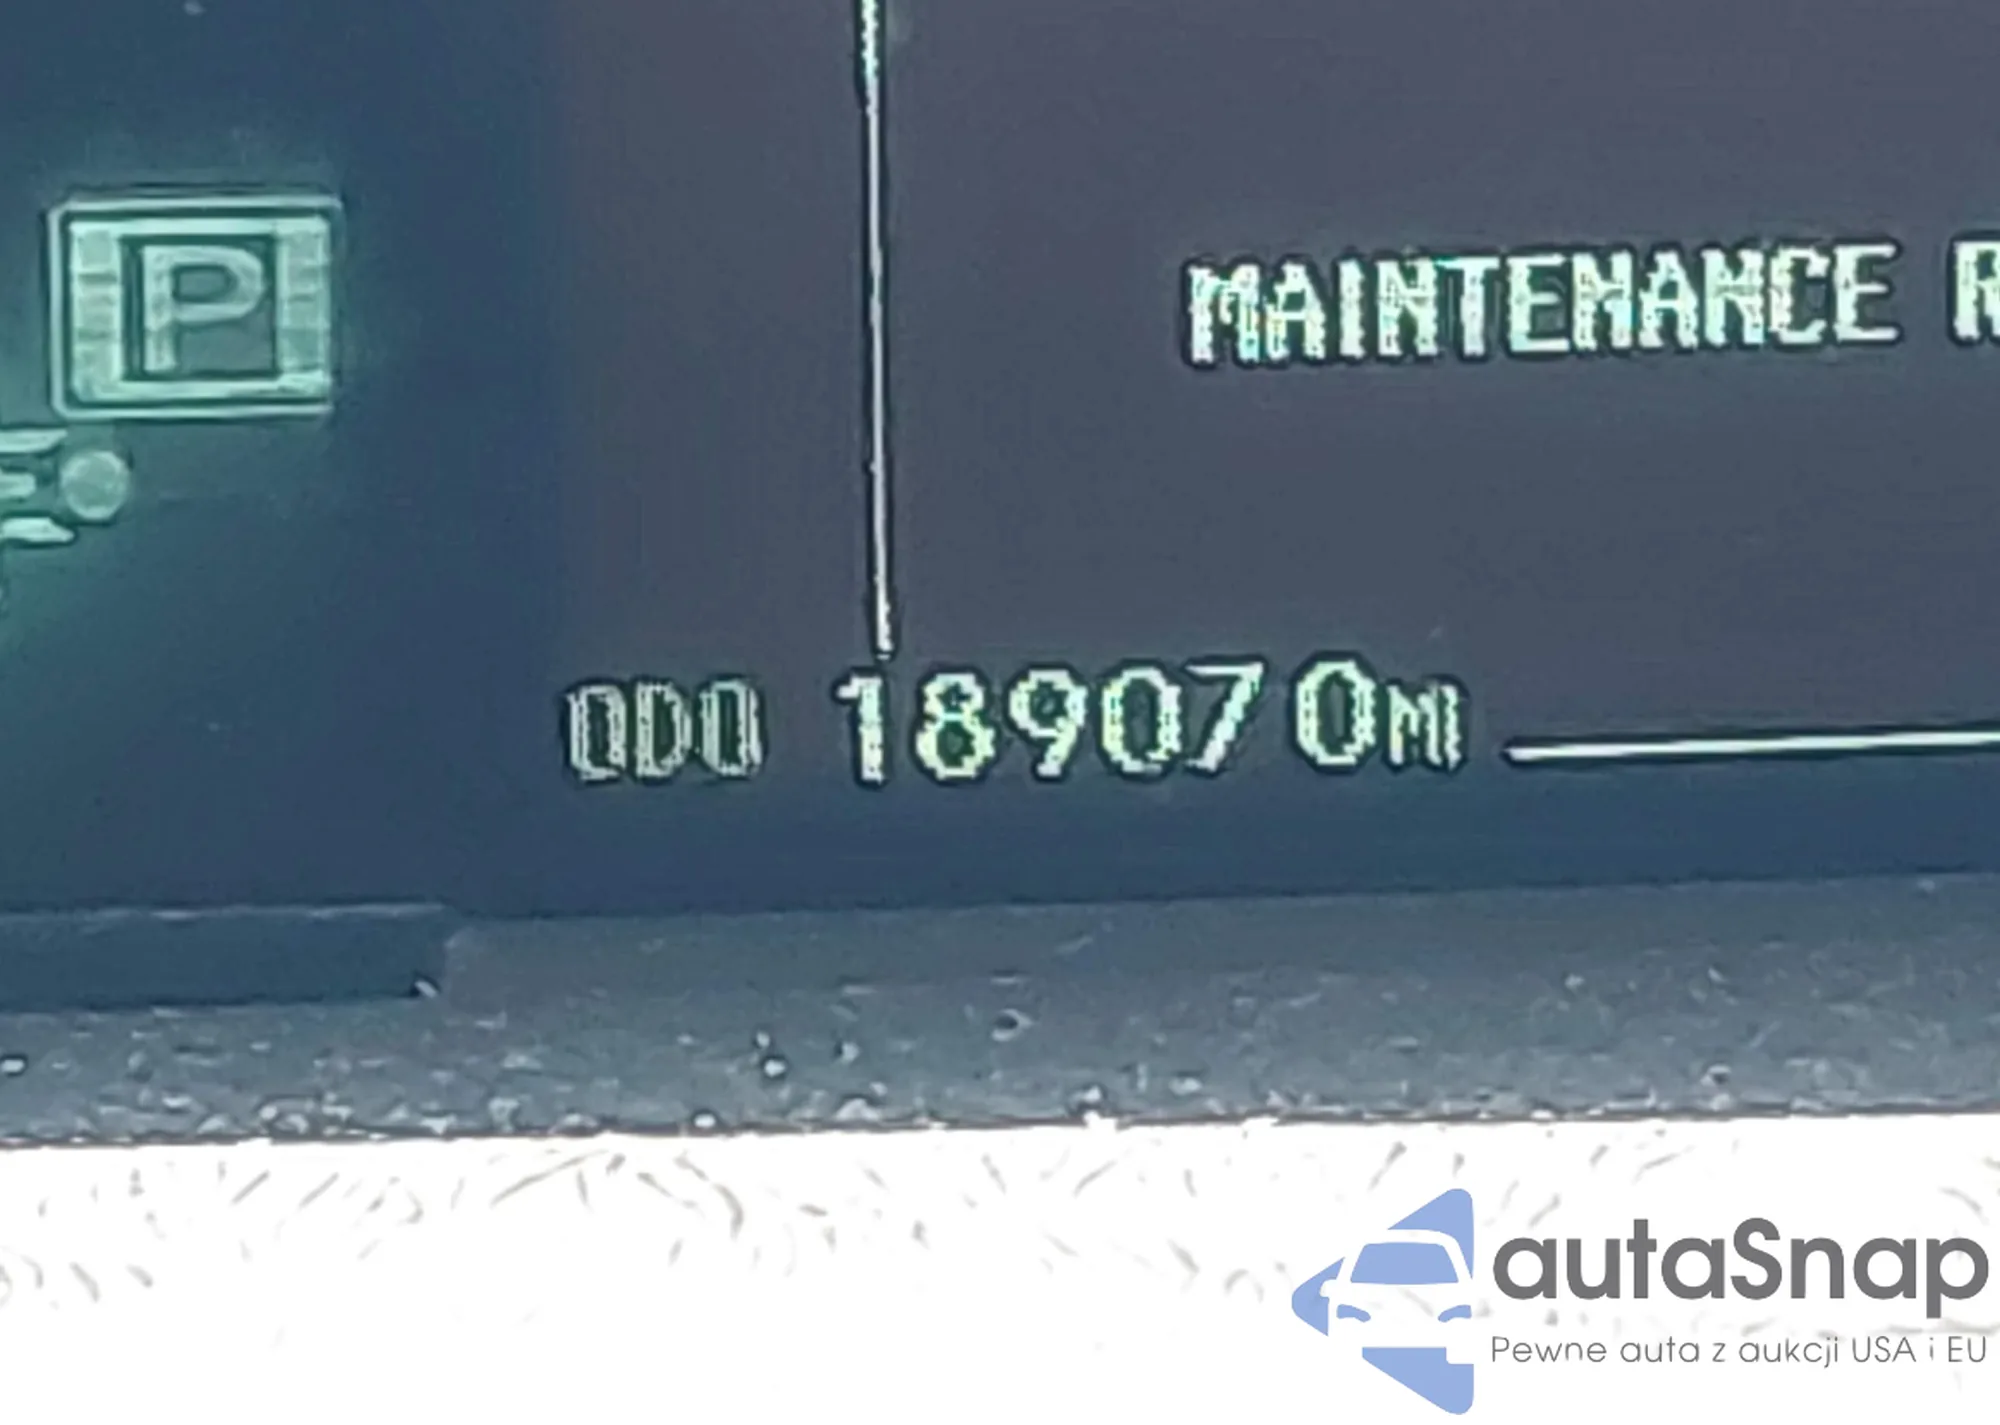 P
MAINTENANCE R
ODO 189070MI
autaSnap
Pewne auta z aukcji USA i EU